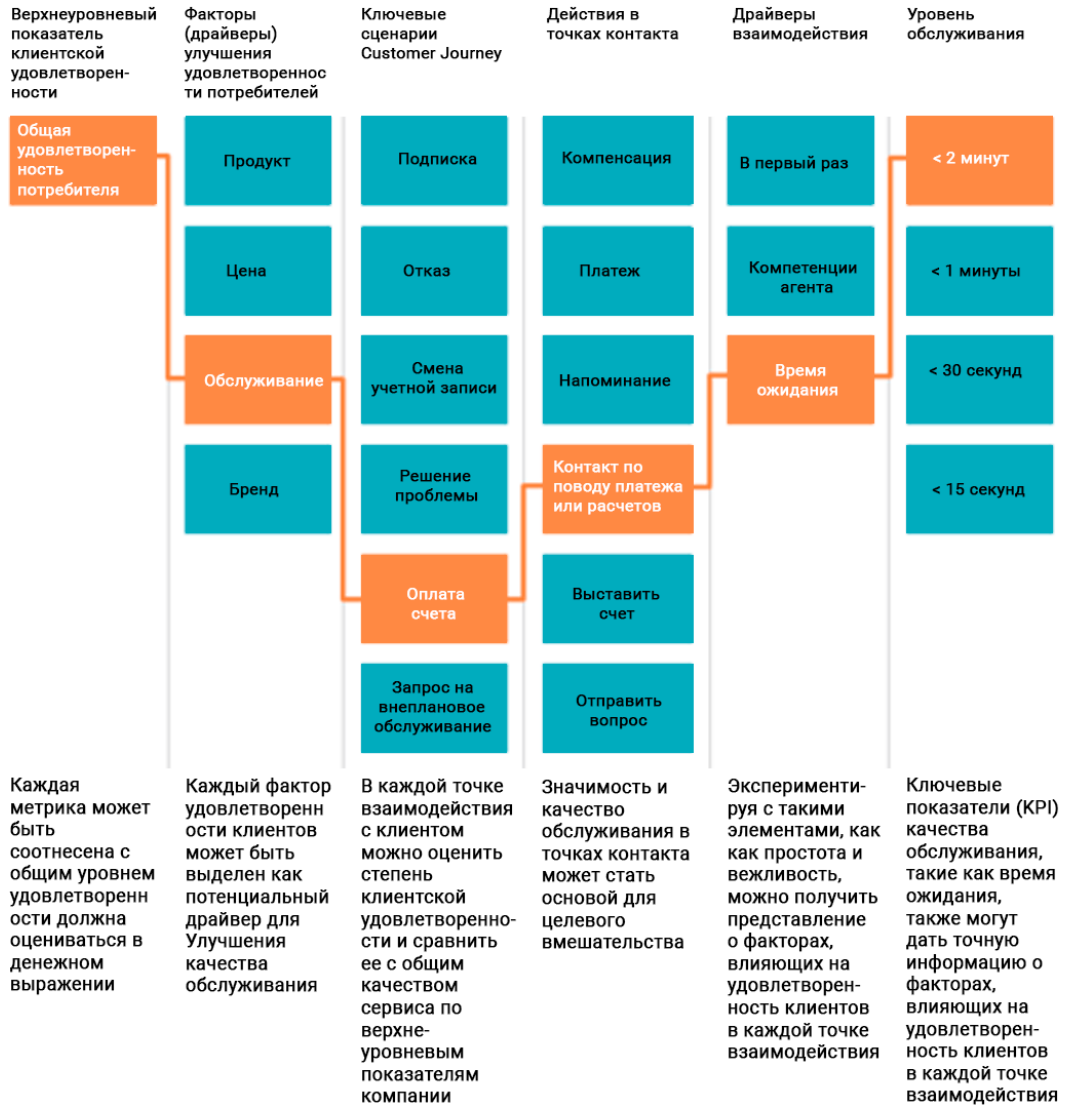 Верхнеуровневый
показатель
клиентской
удовлетворен-
ности
Факторы
(драйверы)
улучшения
удовлетвореннос
ти потребителей
Ключевые
сценарии
Customer Journey
Действия в
точках контакта
Драйверы
взаимодействия
Уровень
обслуживания
Общая
удовлетворен-
ность
потребителя
Продукт
Цена
Обслуживание
Бренд
Подписка
Отказ
Смена
учетной записи
Решение
проблемы
Оплата
счета
Запрос на
внеплановое
обслуживание
Компенсация
Платеж
Напоминание
Контакт по
поводу платежа
или расчетов
Выставить
счет
Отправить
вопрос
В первый раз
Компетенции
агента
Время
ожидания
< 2 минут
< 1 минуты
< 30 секунд
< 15 секунд
Каждая
метрика может
быть
соотнесена с
общим уровнем
удовлетворенн
ости должна
оцениваться в
денежном
выражении
Каждый фактор
удовлетворенн
ости клиентов
может быть
выделен как
потенциальный
драйвер для
Улучшения
качества
обслуживания
В каждой точке
взаимодействия
с клиентом
можно оценить
степень
клиентской
удовлетворенно-
сти и сравнить
ее с общим
качеством
сервиса по
верхне-
уровневым
показателям
компании
Значимость и
качество
обслуживания в
точках контакта
может стать
основой для
целевого
вмешательства
Эксперименти-
руя с такими
элементами, как
как простота и
вежливость,
можно получить
представление
о факторах,
влияющих на
удовлетворен-
ность клиентов
в каждой точке
взаимодействия
Ключевые
показатели (KPI)
качества
обслуживания,
такие как время
ожидания,
также могут
дать точную
информацию о
факторах,
влияющих на
удовлетворен-
ность клиентов
в каждой точке
взаимодействия